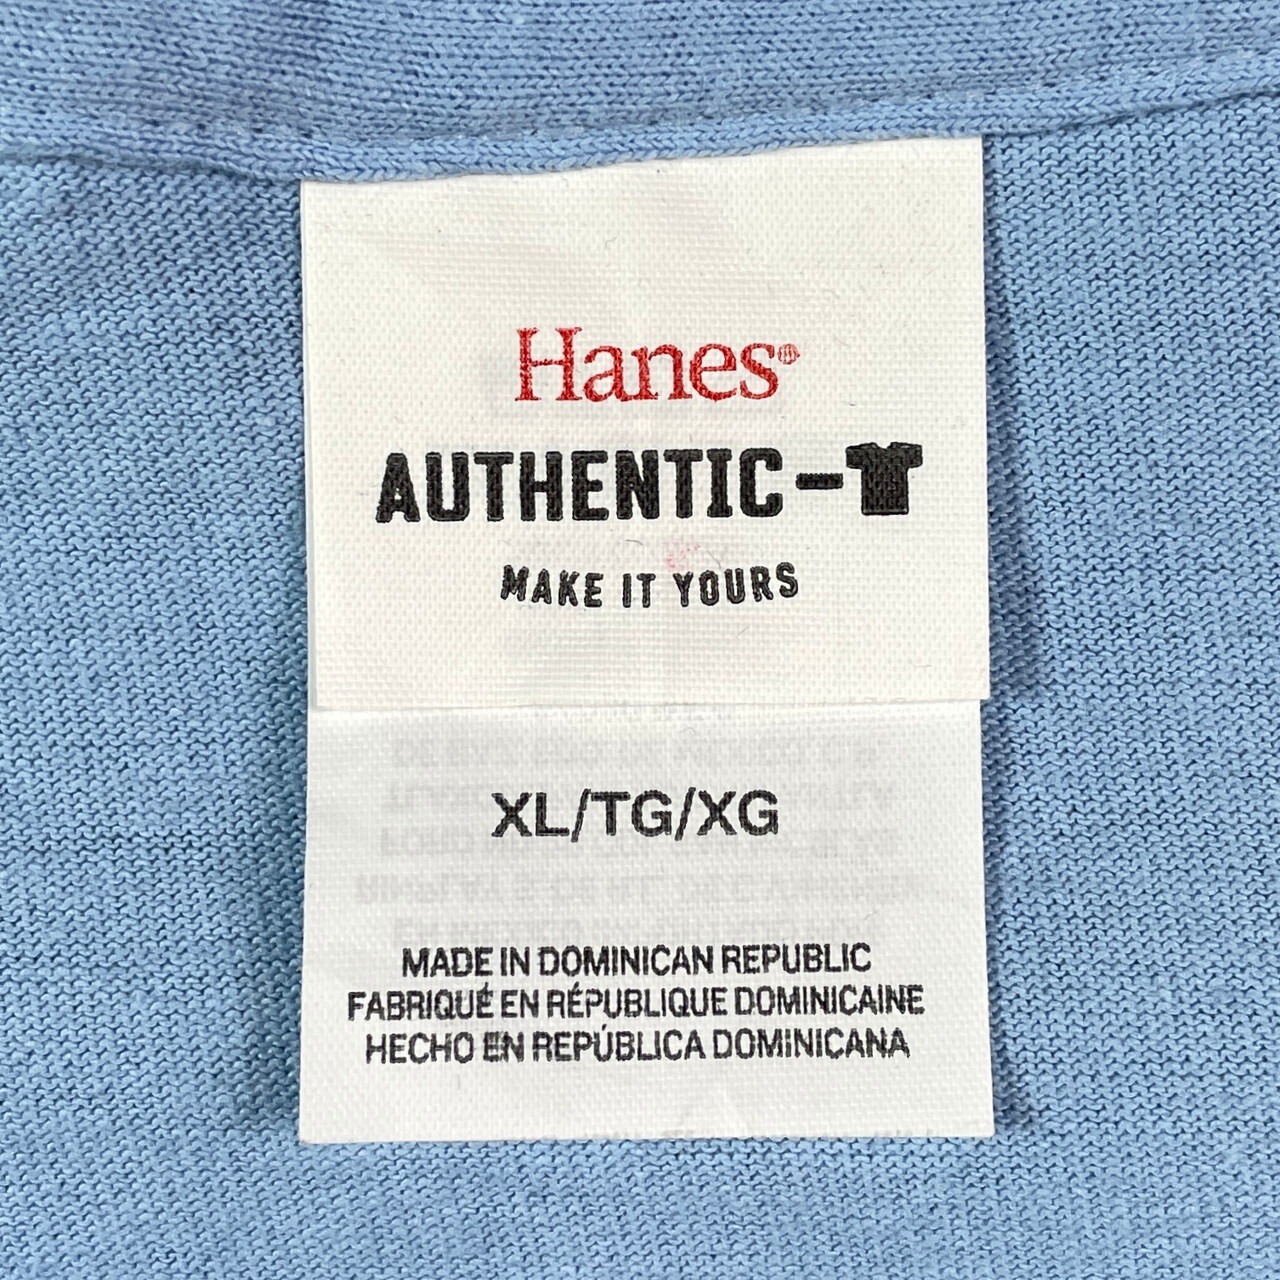 Hanes®
AUTHENTIC-
MAKE IT YOURS
XL/TG/XG
MADE IN DOMINICAN REPUBLIC
FABRIQUÉ EN RÉPUBLIQUE DOMINICAINE
HECHO EN REPÚBLICA DOMINICANA